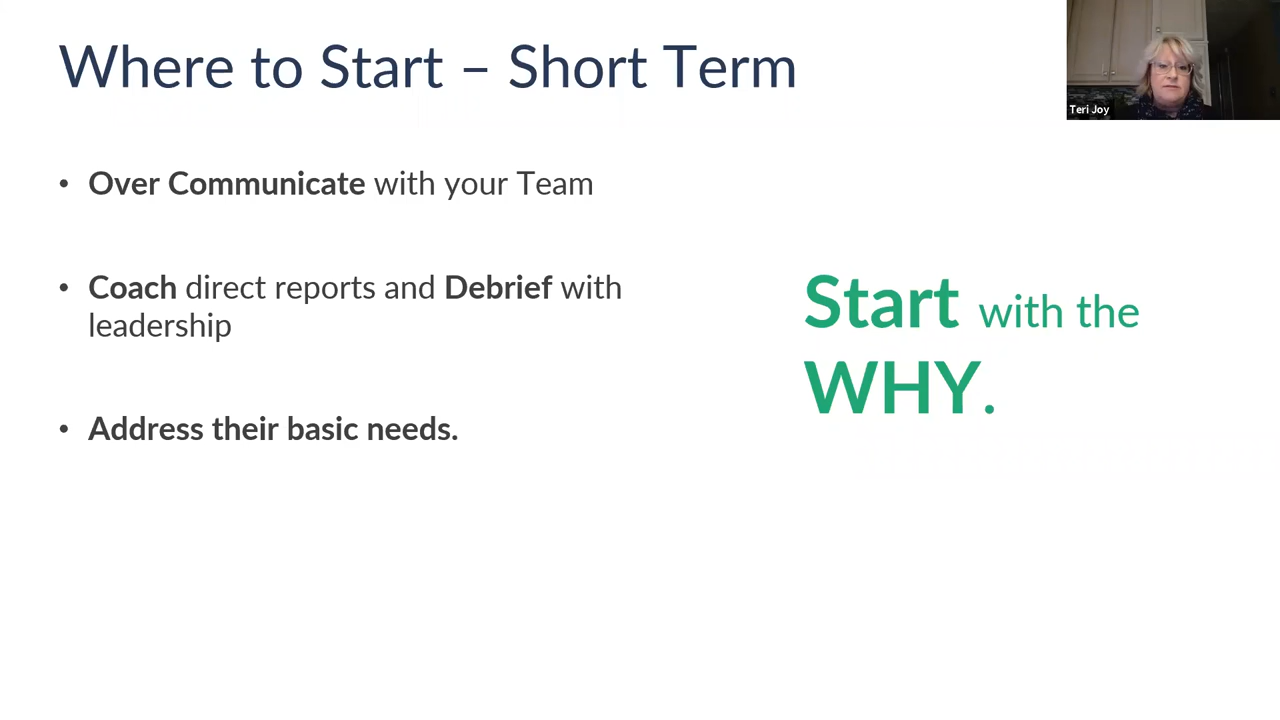 Where to Start – Short Term
Teri Joy
• Over Communicate with your Team
• Coach direct reports and Debrief with
leadership
• Address their basic needs.
Start with the
WHY.